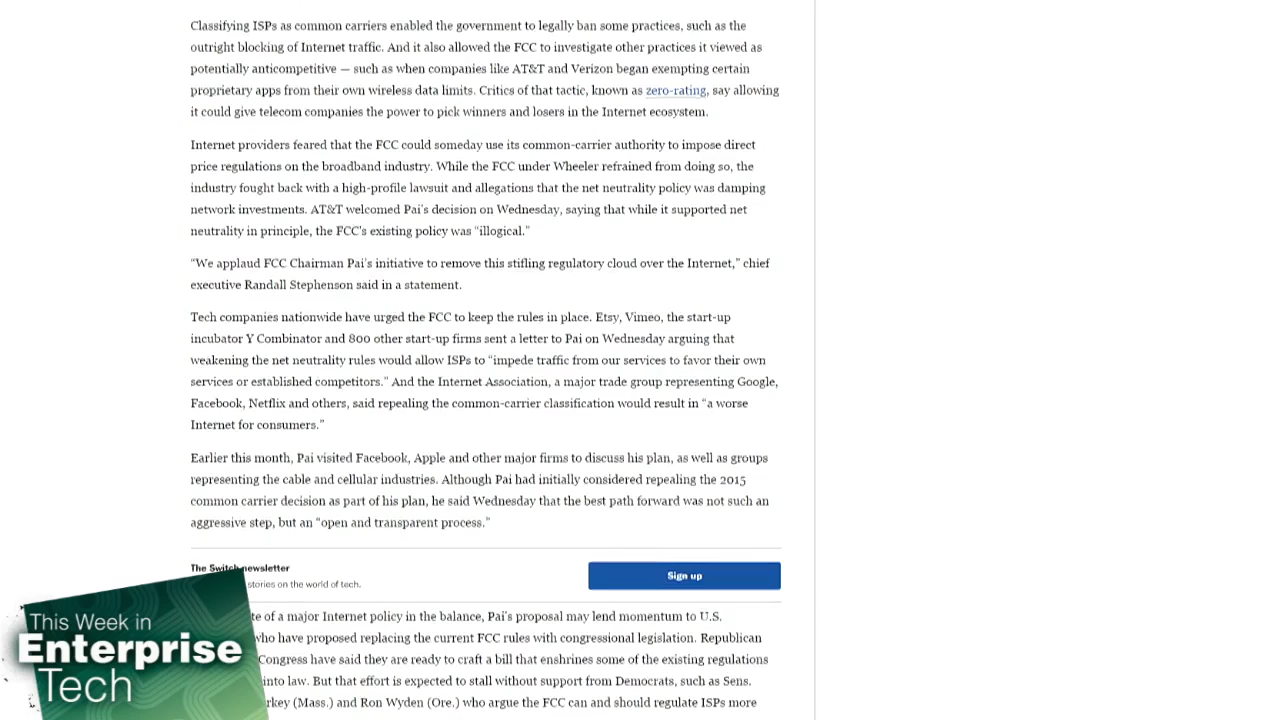 Classifying ISPs as common carriers enabled the government to legally ban some practices, such as the
outright blocking of Internet traffic. And it also allowed the FCC to investigate other practices it viewed as
potentially anticompetitive — such as when companies like AT&T and Verizon began exempting certain
proprietary apps from their own wireless data limits. Critics of that tactic, known as zero-rating, say allowing
it could give telecom companies the power to pick winners and losers in the Internet ecosystem.
Internet providers feared that the FCC could someday use its common-carrier authority to impose direct
price regulations on the broadband industry. While the FCC under Wheeler refrained from doing so, the
industry fought back with a high-profile lawsuit and allegations that the net neutrality policy was damping
network investments. AT&T welcomed Pai's decision on Wednesday, saying that while it supported net
neutrality in principle, the FCC's existing policy was “illogical.”
“We applaud FCC Chairman Pai's initiative to remove this stifling regulatory cloud over the Internet,” chief
executive Randall Stephenson said in a statement.
Tech companies nationwide have urged the FCC to keep the rules in place. Etsy, Vimeo, the start-up
incubator Y Combinator and 800 other start-up firms sent a letter to Pai on Wednesday arguing that
weakening the net neutrality rules would allow ISPs to “impede traffic from our services to favor their own
services or established competitors.” And the Internet Association, a major trade group representing Google,
Facebook, Netflix and others, said repealing the common-carrier classification would result in “a worse
Internet for consumers.”
Earlier this month, Pai visited Facebook, Apple and other major firms to discuss his plan, as well as groups
representing the cable and cellular industries. Although Pai had initially considered repealing the 2015
common carrier decision as part of his plan, he said Wednesday that the best path forward was not such an
aggressive step, but an “open and transparent process.”
The Switch newsletter
stories on the world of tech.
Sign up
of a major Internet policy in the balance, Pai's proposal may lend momentum to U.S.
who have proposed replacing the current FCC rules with congressional legislation. Republican
Congress have said they are ready to craft a bill that enshrines some of the existing regulations
into law. But that effort is expected to stall without support from Democrats, such as Sens.
(Mass.) and Ron Wyden (Ore.) who argue the FCC can and should regulate ISPs more
This Week in
Enterprise
Tech